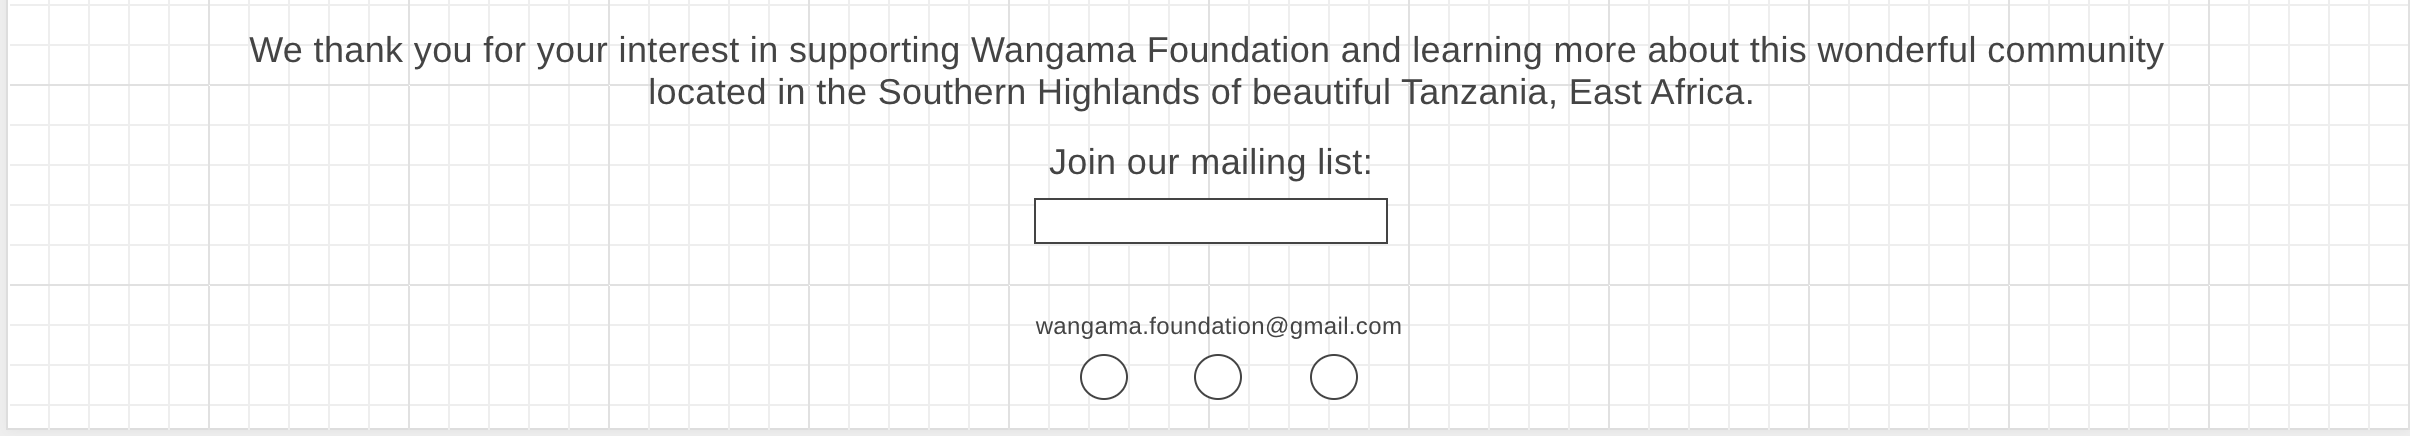 We thank you for your interest in supporting Wangama Foundation and learning more about this wonderful community
located in the Southern Highlands of beautiful Tanzania, East Africa.
Join our mailing list:
wangama.foundation@gmail.com